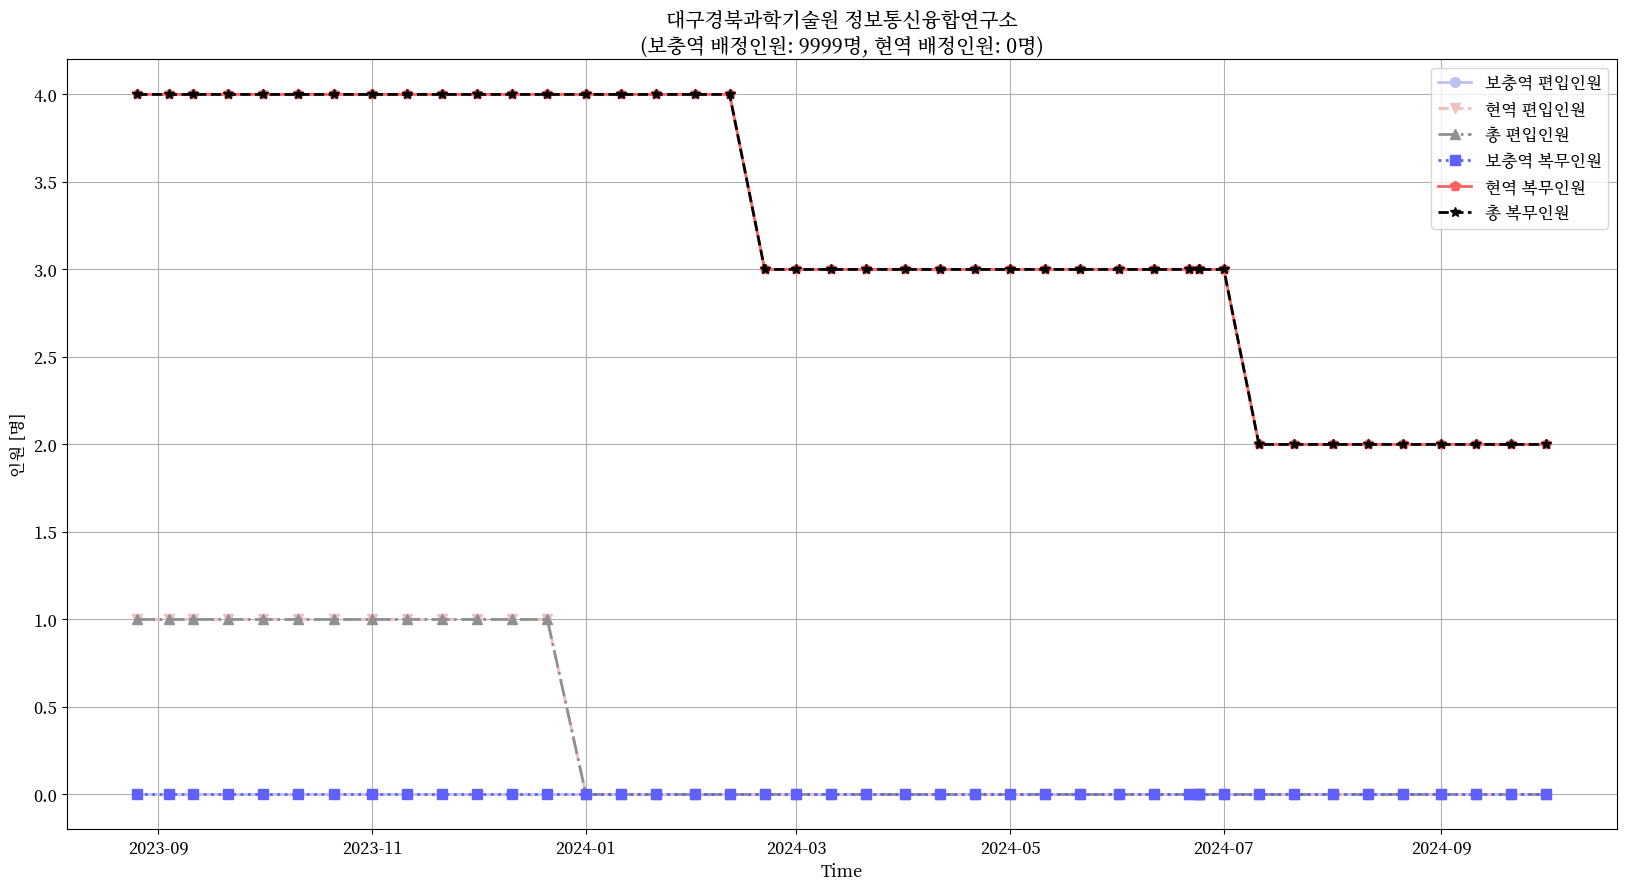 대구경북과학기술원 정보통신융합연구소
(보충역 배정인원: 9999명, 현역 배정인원: 0명)
보충역 편입인원
현역 편입인원
총 편입인원
보충역 복무인원
현역 복무인원
총 복무인원
4.0
3.5
3.0
2.5
2.0
1.5
1.0
0.5
0.0
인원 [명]
2023-09
2023-11
2024-01
2024-03
2024-05
2024-07
2024-09
Time